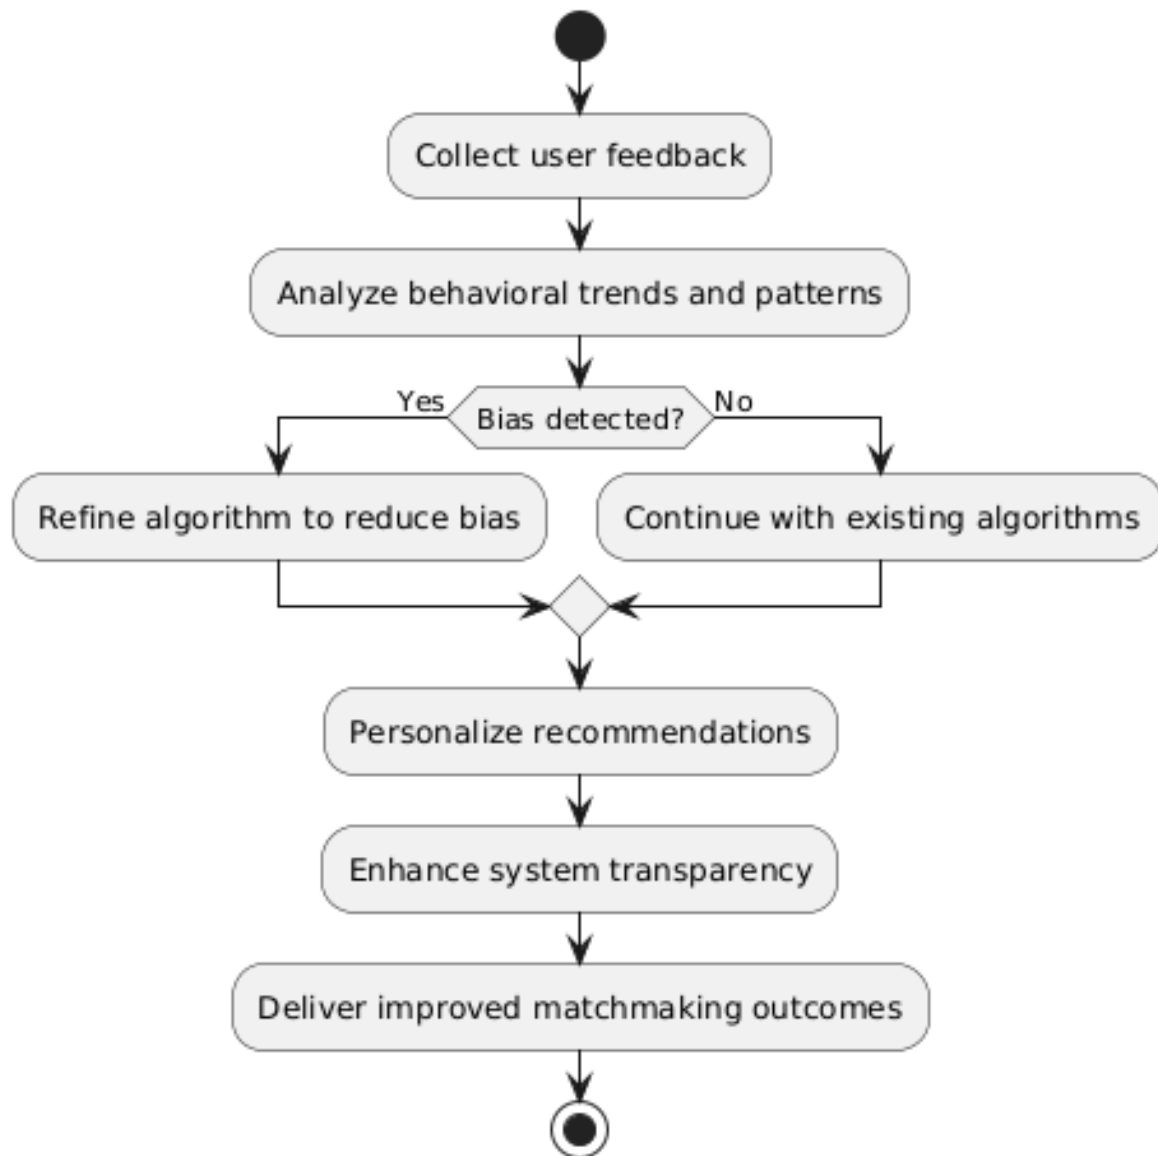 Collect user feedback
Analyze behavioral trends and patterns
Yes
Bias detected?
No
Refine algorithm to reduce bias
Continue with existing algorithms
Personalize recommendations
Enhance system transparency
Deliver improved matchmaking outcomes